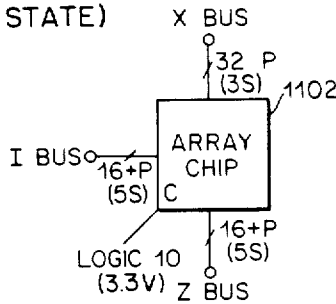 STATE)
X BUS
32 P
(3S)
1102
ARRAY
CHIP
I BUS
16+P
(5S)
C
16+P
(5S)
LOGIC 10
(3.3V)
Z BUS